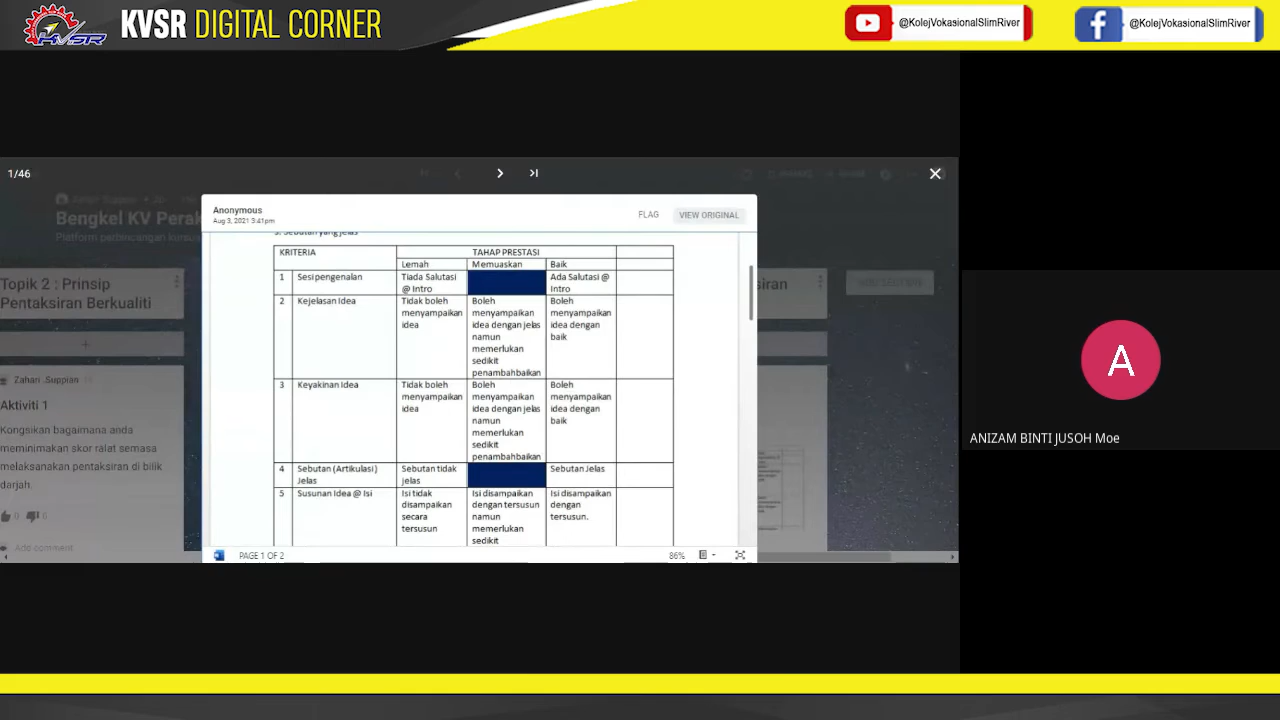 KVSR
KVSR DIGITAL CORNER
@KolejVokasionalSlimRiver
@KolejVokasionalSlimRiver
1/46
Bengkel KV Perak
Anonymous
Aug 3, 2021 3:41pm
FLAG
VIEW ORIGINAL
3. Sebutan yang jelas
KRITERIA
TAHAP PRESTASI
Lemah
Memuaskan
Baik
1
Sesi pengenalan
Tiada Salutasi
@ Intro
Ada Salutasi @
Intro
2
Kejelasan Idea
Tidak boleh
menyampaikan
idea
Boleh
menyampaikan
idea dengan jelas
namun
memerlukan
sedikit
penambahbaikan
Boleh
menyampaikan
idea dengan
baik
3
Keyakinan Idea
Tidak boleh
menyampaikan
idea
Boleh
menyampaikan
idea dengan jelas
namun
memerlukan
sedikit
penambahbaikan
Boleh
menyampaikan
idea dengan
baik
4
Sebutan (Artikulasi)
Jelas
Sebutan tidak
jelas
Sebutan Jelas
5
Susunan Idea @ Isi
Isi tidak
disampaikan
secara
tersusun
Isi disampaikan
dengan tersusun
namun
memerlukan
sedikit
Isi disampaikan
dengan
tersusun.
PAGE 1 OF 2
86%
Topik 2 : Prinsip
Pentaksiran Berkualiti
Zahari .Suppian
Aktiviti 1
Kongsikan bagaimana anda
meminimakan skor ralat semasa
melaksanakan pentaksiran di bilik
darjah.
0
0
Add comment
A
ANIZAM BINTI JUSOH Moe